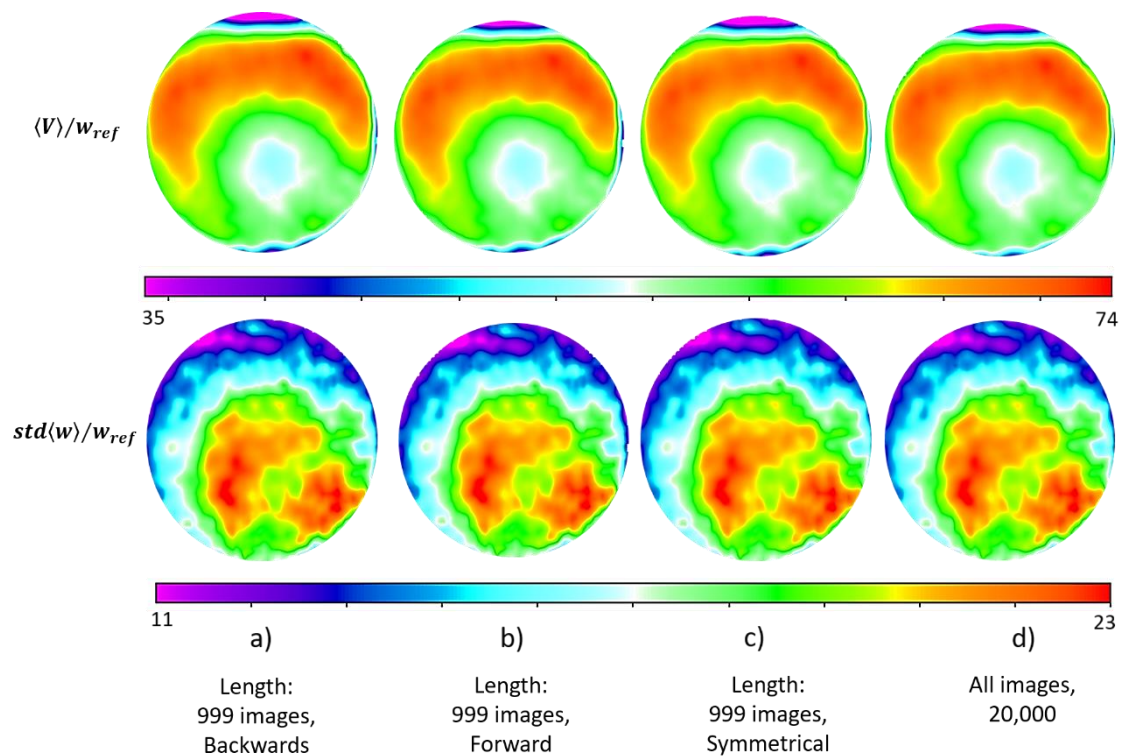 ⟨V⟩/w_ref
35 74
std⟨w⟩/w_ref
11 23
a) b) c) d)
Length:
999 images,
Backwards
Length:
999 images,
Forward
Length:
999 images,
Symmetrical
All images,
20,000